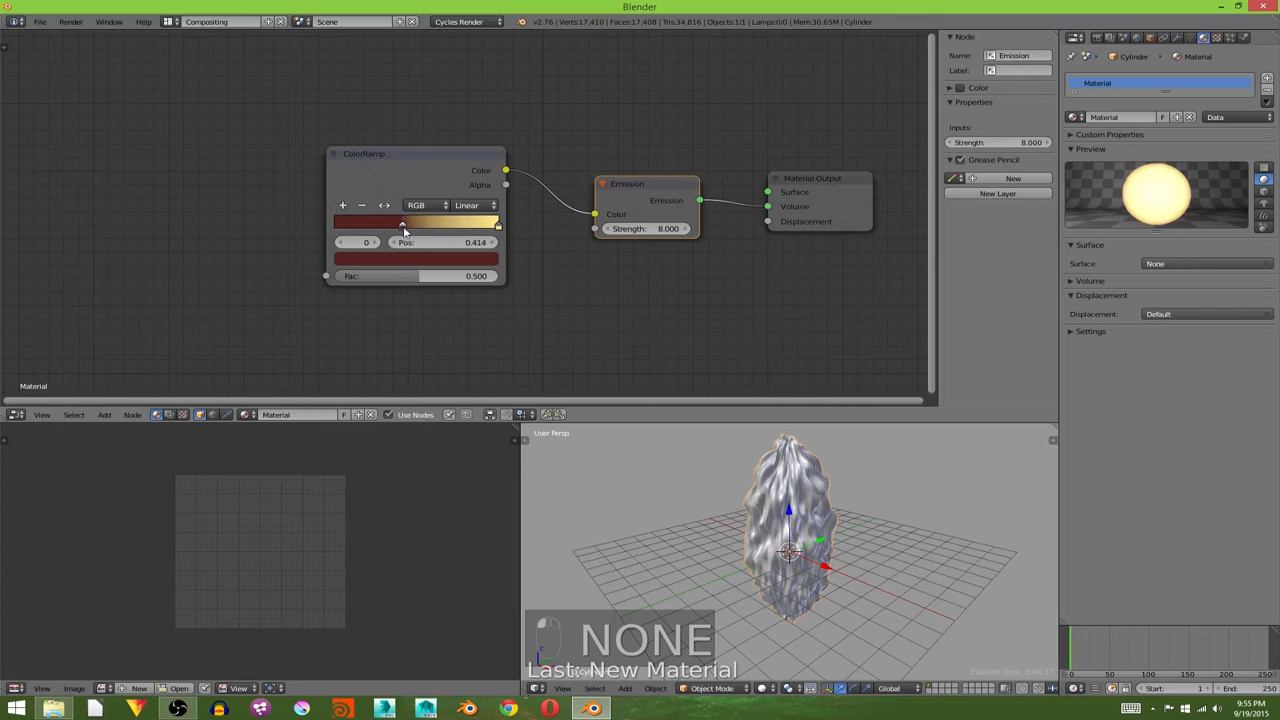 Blender
File Render Window Help Compositing Scene Cycles Render v2.76 | Verts:17,410 | Faces:17,408 | Tris:34,816 | Objects:1/1 | Lamps:0/0 | Mem:30.65M | Cylinder
Node
Name: Emission
Label:
Color
Properties
Inputs:
Strength: 8.000
Grease Pencil
New
New Layer
Cylinder Material
Material
Material F Data
Custom Properties
Preview
Surface
Surface: None
Volume
Displacement
Displacement: Default
Settings
ColorRamp
Color
Alpha
RGB Linear
0 Pos: 0.414
Fac: 0.500
Emission
Emission
Color
Strength: 8.000
Material Output
Surface
Volume
Displacement
Material
View Select Add Node Material F Use Nodes
User Persp
NONE
Last: New Material
View Image New Open View
View Select Add Object Object Mode Global
0 50 100 150 200 250
Start: 1 End: 250
9:55 PM
9/19/2015